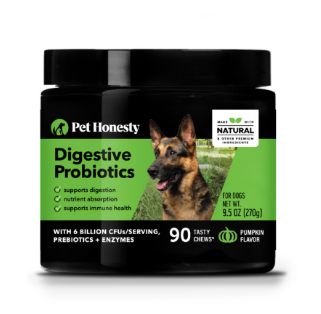 Pet Honesty
MADE WITH
NATURAL
& OTHER PREMIUM
INGREDIENTS
Digestive
Probiotics
supports digestion
nutrient absorption
supports immune health
FOR DOGS
NET WT.
9.5 OZ (270g)
WITH 6 BILLION CFUs/SERVING,
PREBIOTICS + ENZYMES
90 TASTY
CHEWS*
PUMPKIN
FLAVOR